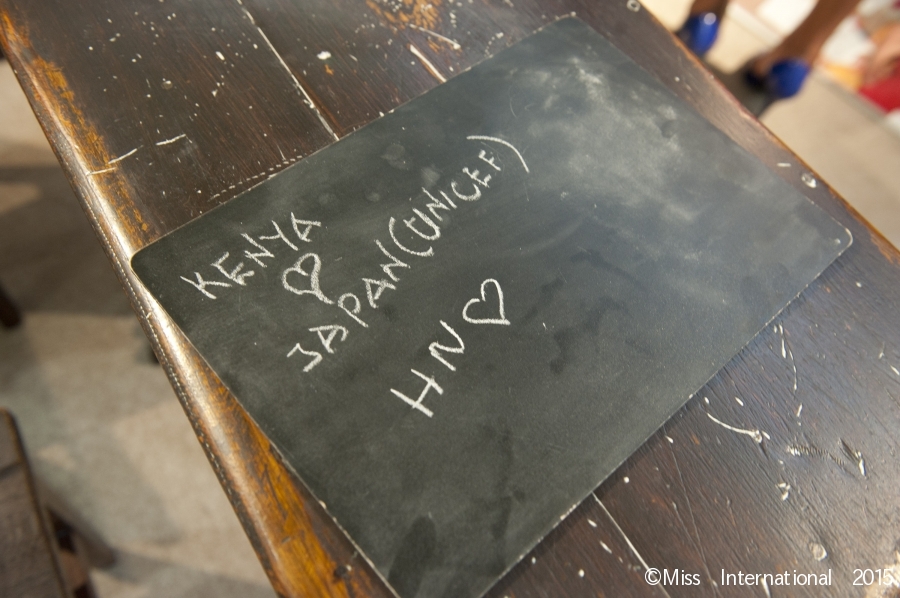 KENYA
♡
JAPAN(UNICEF)
HN♡
©Miss International 2015